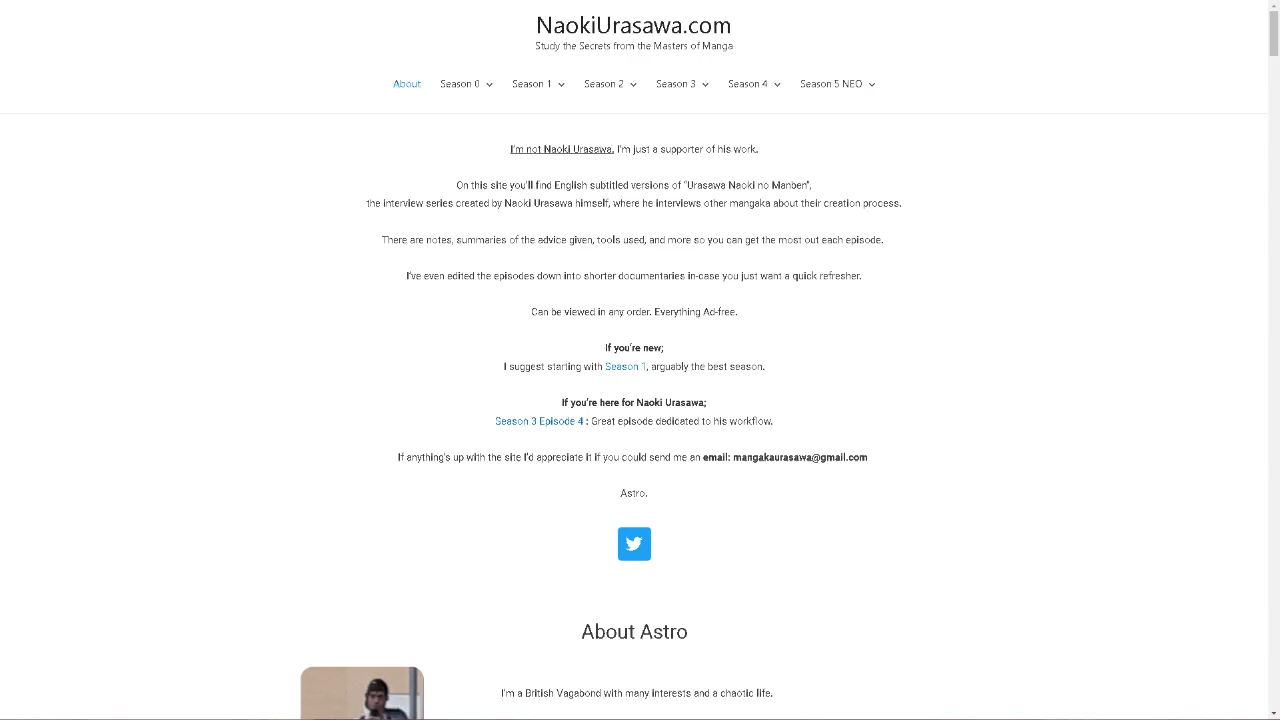 NaokiUrasawa.com
Study the Secrets from the Masters of Manga
About Season 0 Season 1 Season 2 Season 3 Season 4 Season 5 NEO
I'm not Naoki Urasawa. I'm just a supporter of his work.
On this site you'll find English subtitled versions of “Urasawa Naoki no Manben”,
the interview series created by Naoki Urasawa himself, where he interviews other mangaka about their creation process.
There are notes, summaries of the advice given, tools used, and more so you can get the most out each episode.
I've even edited the episodes down into shorter documentaries in-case you just want a quick refresher.
Can be viewed in any order. Everything Ad-free.
If you're new;
I suggest starting with Season 1, arguably the best season.
If you're here for Naoki Urasawa;
Season 3 Episode 4 : Great episode dedicated to his workflow.
If anything's up with the site I'd appreciate it if you could send me an email: mangakaurasawa@gmail.com
Astro.
About Astro
I'm a British Vagabond with many interests and a chaotic life.